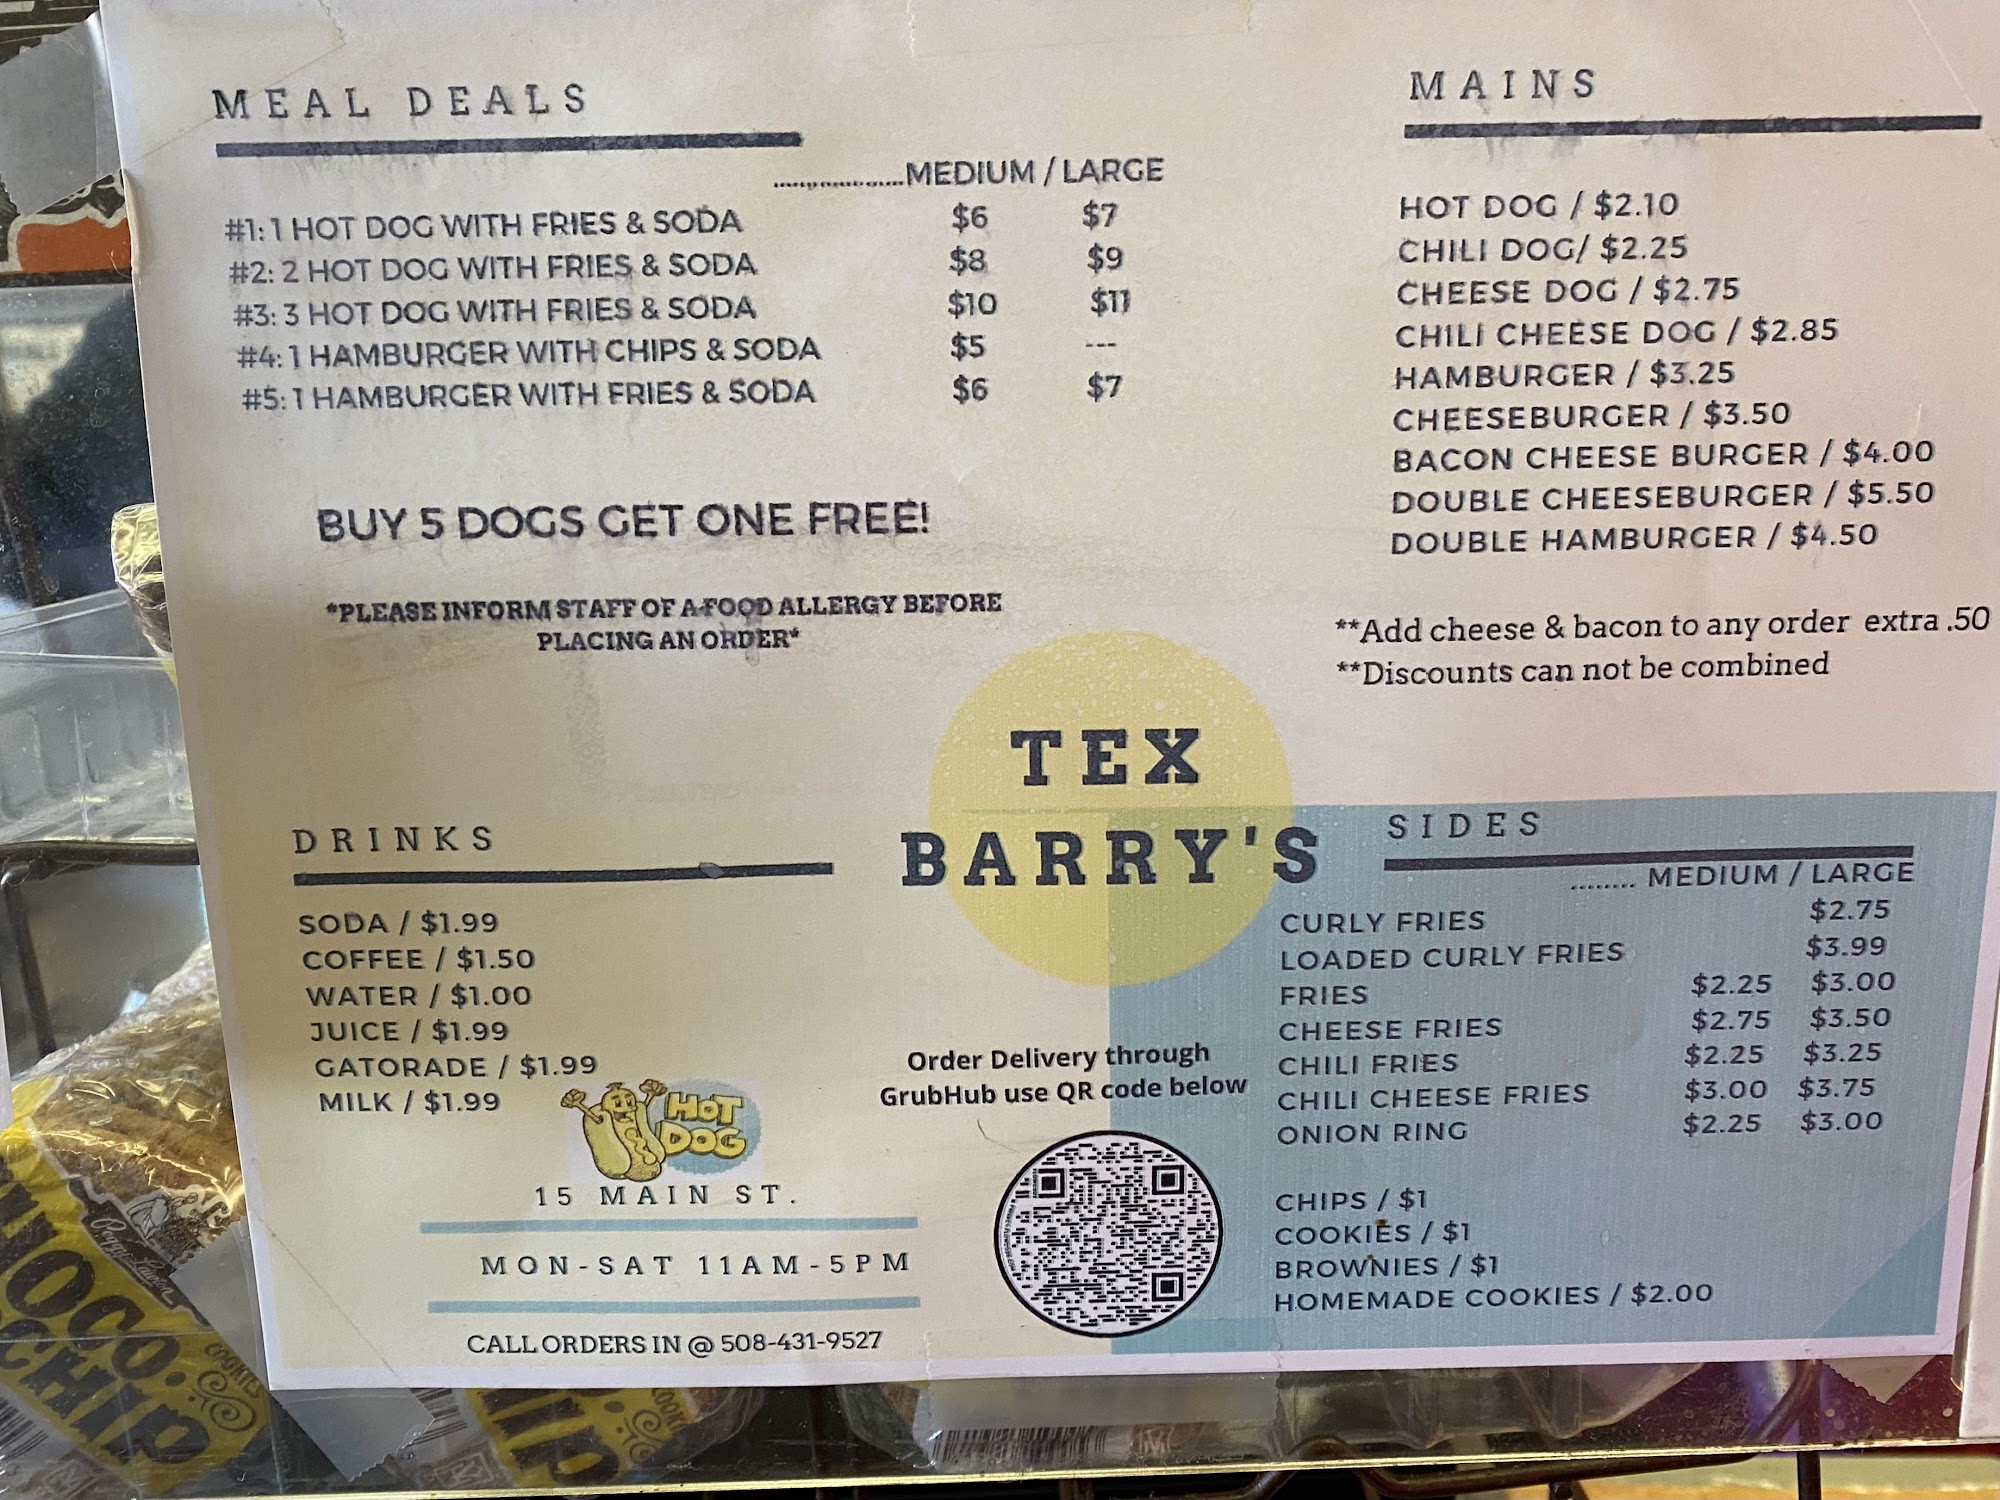 MEAL DEALS
..................MEDIUM / LARGE
#1: 1 HOT DOG WITH FRIES & SODA $6 $7
#2: 2 HOT DOG WITH FRIES & SODA $8 $9
#3: 3 HOT DOG WITH FRIES & SODA $10 $11
#4: 1 HAMBURGER WITH CHIPS & SODA $5 ---
#5: 1 HAMBURGER WITH FRIES & SODA $6 $7
BUY 5 DOGS GET ONE FREE!
*PLEASE INFORM STAFF OF A FOOD ALLERGY BEFORE
PLACING AN ORDER*
MAINS
HOT DOG / $2.10
CHILI DOG/ $2.25
CHEESE DOG / $2.75
CHILI CHEESE DOG / $2.85
HAMBURGER / $3.25
CHEESEBURGER / $3.50
BACON CHEESE BURGER / $4.00
DOUBLE CHEESEBURGER / $5.50
DOUBLE HAMBURGER / $4.50
**Add cheese & bacon to any order extra .50
**Discounts can not be combined
TEX
BARRY'S
DRINKS
SODA / $1.99
COFFEE / $1.50
WATER / $1.00
JUICE / $1.99
GATORADE / $1.99
MILK / $1.99
HOT
DOG
15 MAIN ST.
MON-SAT 11AM-5PM
CALL ORDERS IN @ 508-431-9527
Order Delivery through
GrubHub use QR code below
SIDES
........ MEDIUM / LARGE
CURLY FRIES $2.75
LOADED CURLY FRIES $3.99
FRIES $2.25 $3.00
CHEESE FRIES $2.75 $3.50
CHILI FRIES $2.25 $3.25
CHILI CHEESE FRIES $3.00 $3.75
ONION RING $2.25 $3.00
CHIPS / $1
COOKIES / $1
BROWNIES / $1
HOMEMADE COOKIES / $2.00
Peggy Lawton
CHOCO.
CHIP
COOKIES